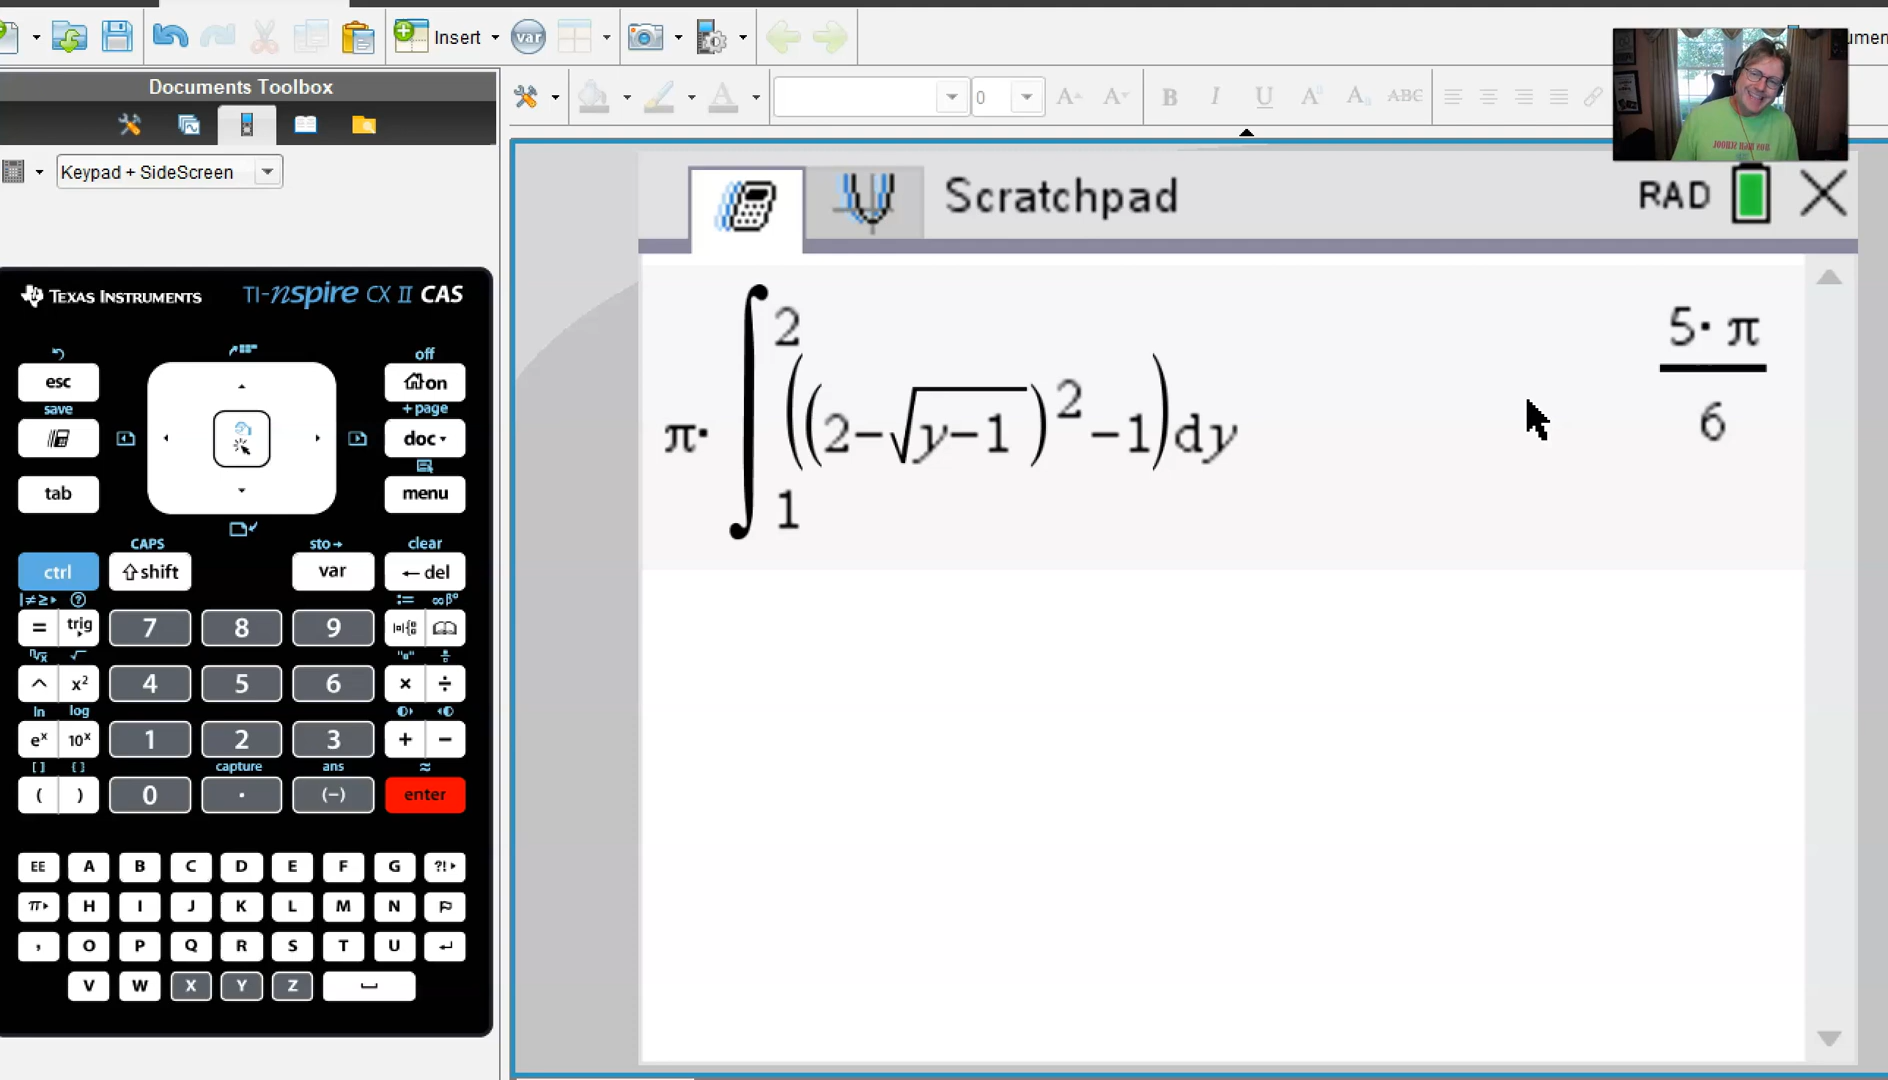 Insert
var
Documents Toolbox
Keypad + SideScreen
0
A A B I U A A ABC
Scratchpad
RAD
π· ∫₁² ((2-√(y-1))² -1)dy
5·π
6
TEXAS INSTRUMENTS TI-nspire CX II CAS
off
esc on
save + page
doc
tab menu
CAPS sto→ clear
ctrl shift var ←del
|≠≥▸ ? := ∞β°
= trig 7 8 9
ⁿ√x √
^ x² 4 5 6 × ÷
ln log
eˣ 10ˣ 1 2 3 + −
[ ] { } capture ans ≈
( ) 0 . (−) enter
EE A B C D E F G ?!▸
π▸ H I J K L M N
, O P Q R S T U
V W X Y Z